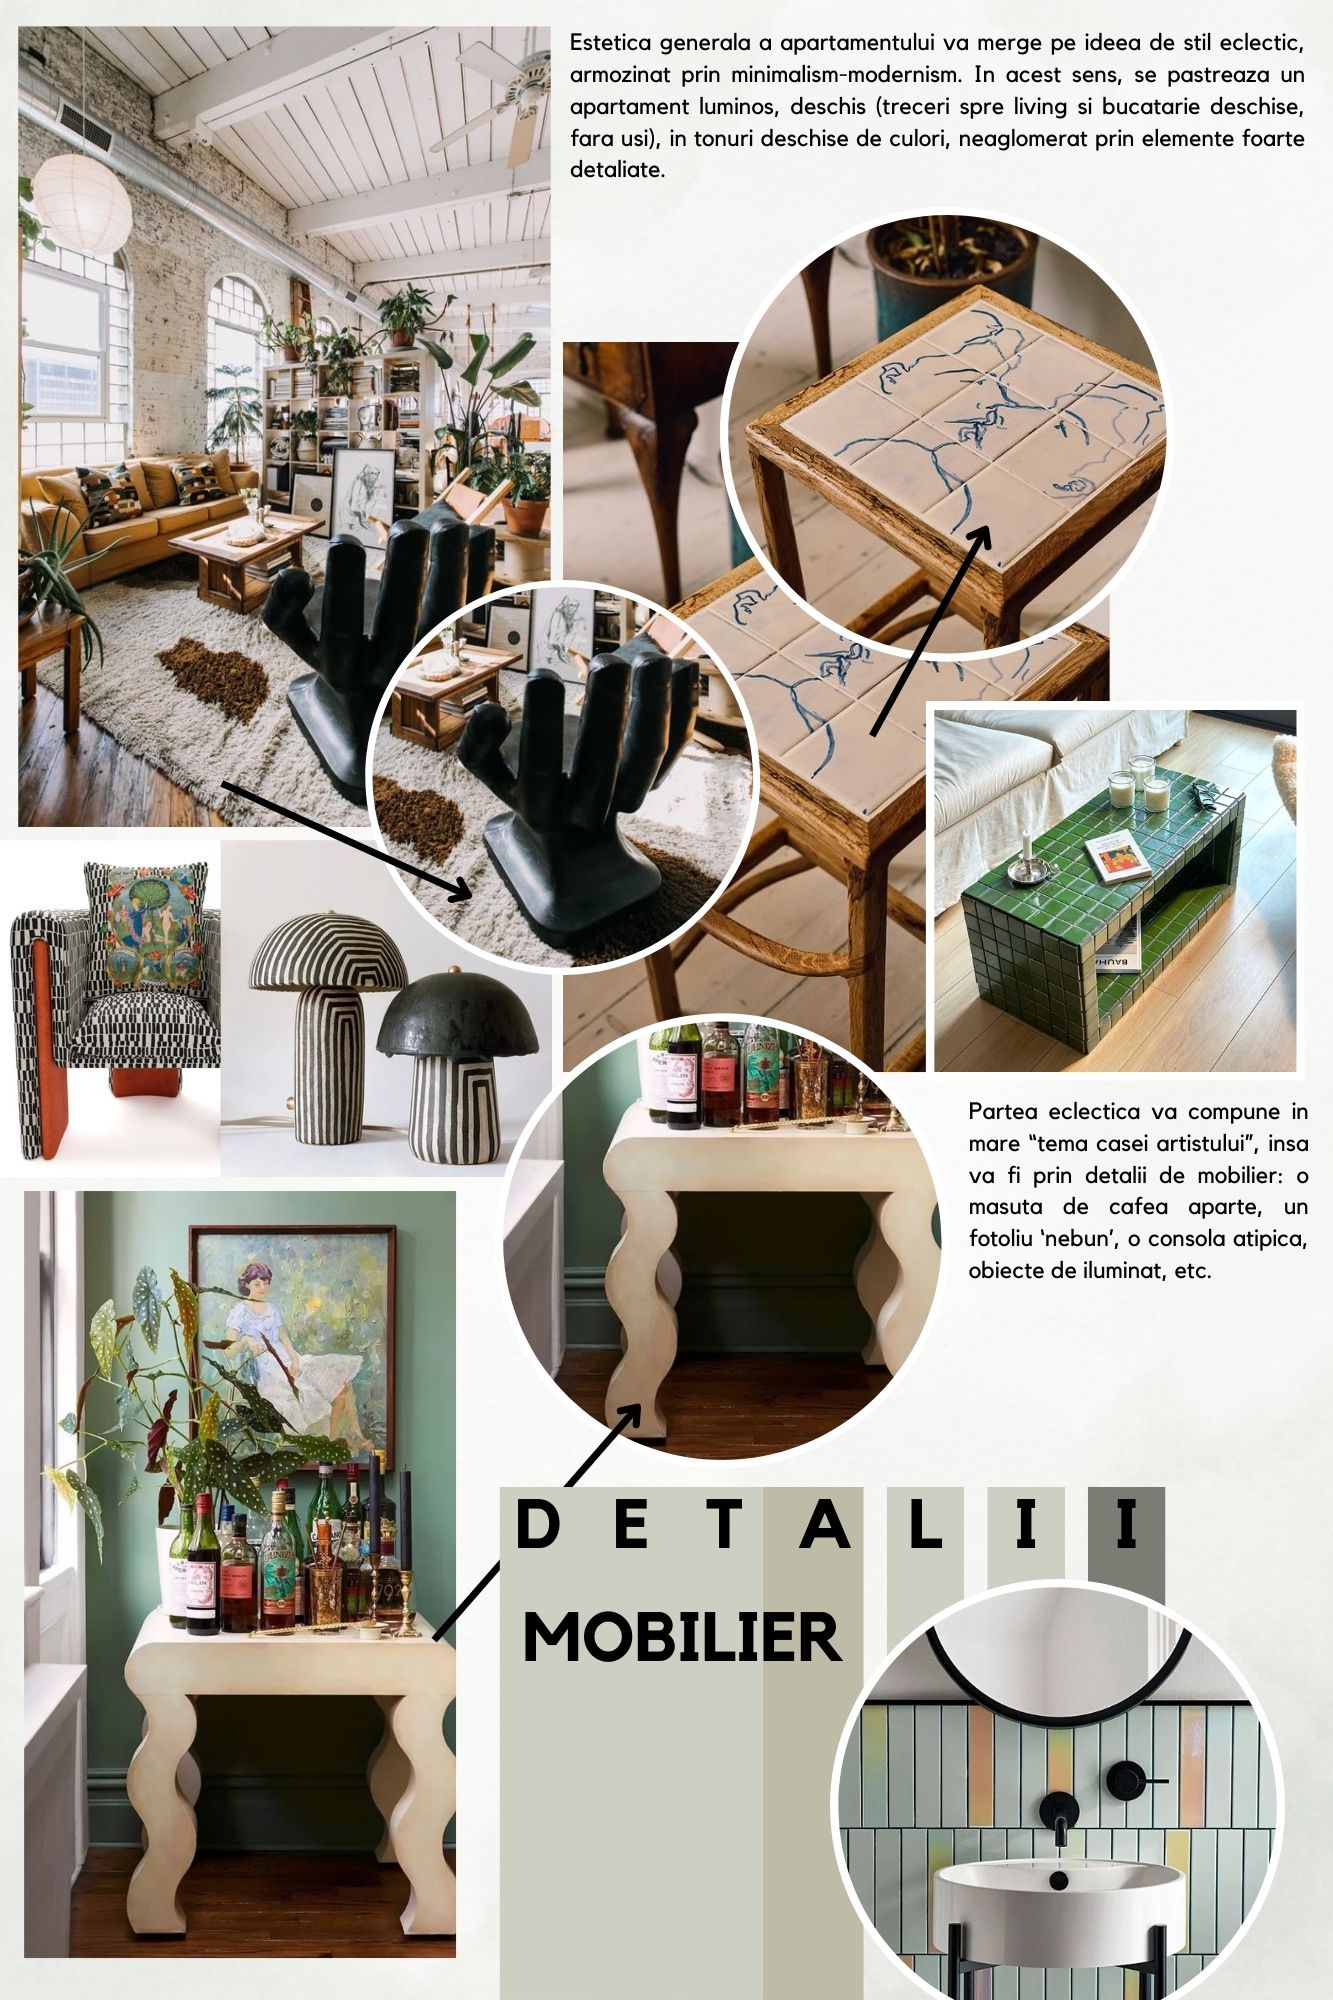 Estetica generala a apartamentului va merge pe ideea de stil eclectic,
armozinat prin minimalism-modernism. In acest sens, se pastreaza un
apartament luminos, deschis (treceri spre living si bucatarie deschise,
fara usi), in tonuri deschise de culori, neaglomerat prin elemente foarte
detaliate.
Partea eclectica va compune in
mare “tema casei artistului”, insa
va fi prin detalii de mobilier: o
masuta de cafea aparte, un
fotoliu ‘nebun’, o consola atipica,
obiecte de iluminat, etc.
DETALII
MOBILIER